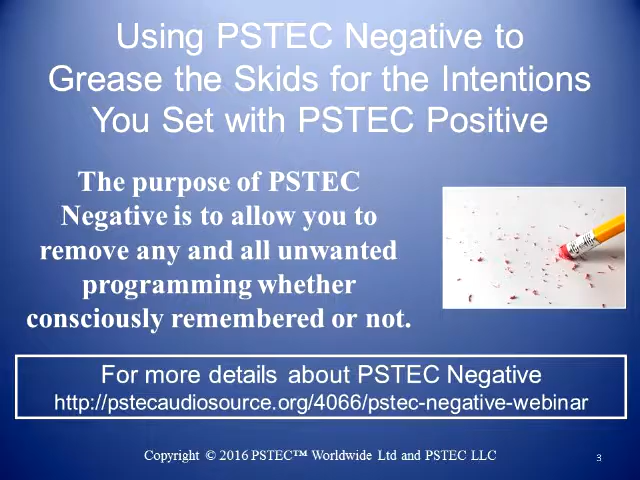 Using PSTEC Negative to
Grease the Skids for the Intentions
You Set with PSTEC Positive
The purpose of PSTEC
Negative is to allow you to
remove any and all unwanted
programming whether
consciously remembered or not.
For more details about PSTEC Negative
http://pstecaudiosource.org/4066/pstec-negative-webinar
Copyright © 2016 PSTEC™ Worldwide Ltd and PSTEC LLC
3